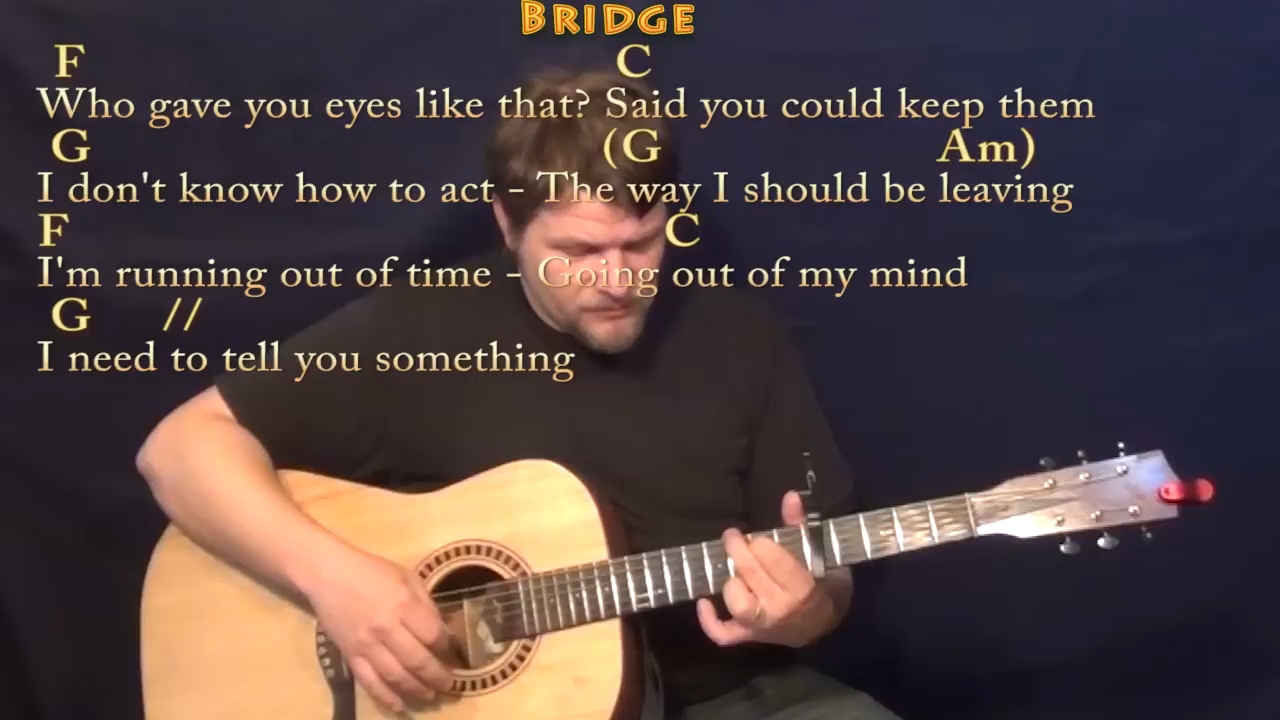 BRIDGE
F C
Who gave you eyes like that? Said you could keep them
G (G Am)
I don't know how to act - The way I should be leaving
F C
I'm running out of time - Going out of my mind
G //
I need to tell you something